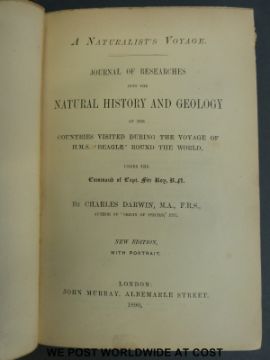 A NATURALIST'S VOYAGE.
JOURNAL OF RESEARCHES
INTO THE
NATURAL HISTORY AND GEOLOGY
OF THE
COUNTRIES VISITED DURING THE VOYAGE OF
H.M.S. "BEAGLE" ROUND THE WORLD,
UNDER THE
Command of Capt. Fitz Roy, R.N.
BY CHARLES DARWIN, M.A., F.R.S.,
AUTHOR OF "ORIGIN OF SPECIES," ETC.
NEW EDITION,
WITH PORTRAIT.
LONDON:
JOHN MURRAY, ALBEMARLE STREET.
1890.
WE POST WORLDWIDE AT COST